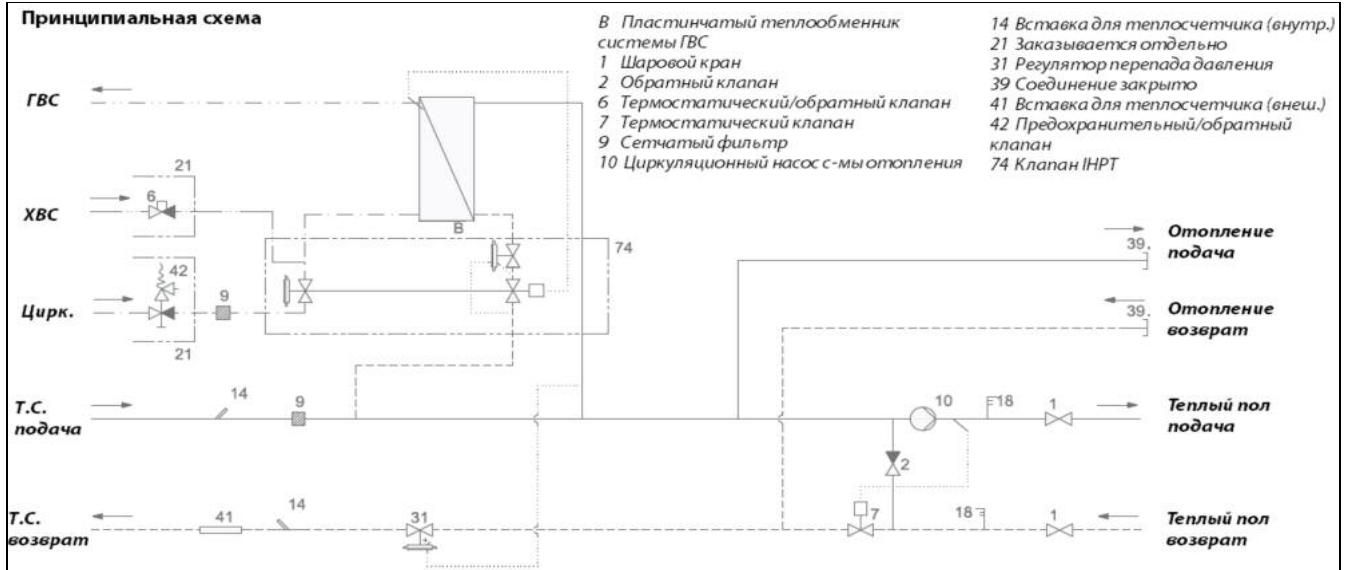 Принципиальная схема
В Пластинчатый теплообменник
системы ГВС
1 Шаровой кран
2 Обратный клапан
6 Термостатический/обратный клапан
7 Термостатический клапан
9 Сетчатый фильтр
10 Циркуляционный насос с-мы отопления
14 Вставка для теплосчетчика (внутр.)
21 Заказывается отдельно
31 Регулятор перепада давления
39 Соединение закрыто
41 Вставка для теплосчетчика (внеш.)
42 Предохранительный/обратный
клапан
74 Клапан IHPT
ГВС
21
6
ХВС
В
74
42
9
Цирк.
21
39.
Отопление
подача
39.
Отопление
возврат
14
9
Т.С.
подача
10
18
1
Теплый пол
подача
2
41
14
31
Т.С.
возврат
7
18
1
Теплый пол
возврат